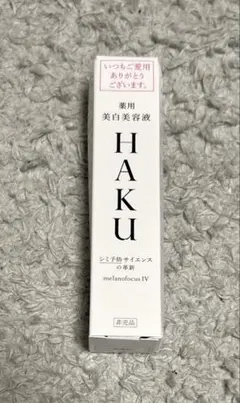 いつもご愛用
ありがとう
ございます。
薬用
美白美容液
HAKU
シミ予防サイエンス
の革新
melanofocus IV
非売品